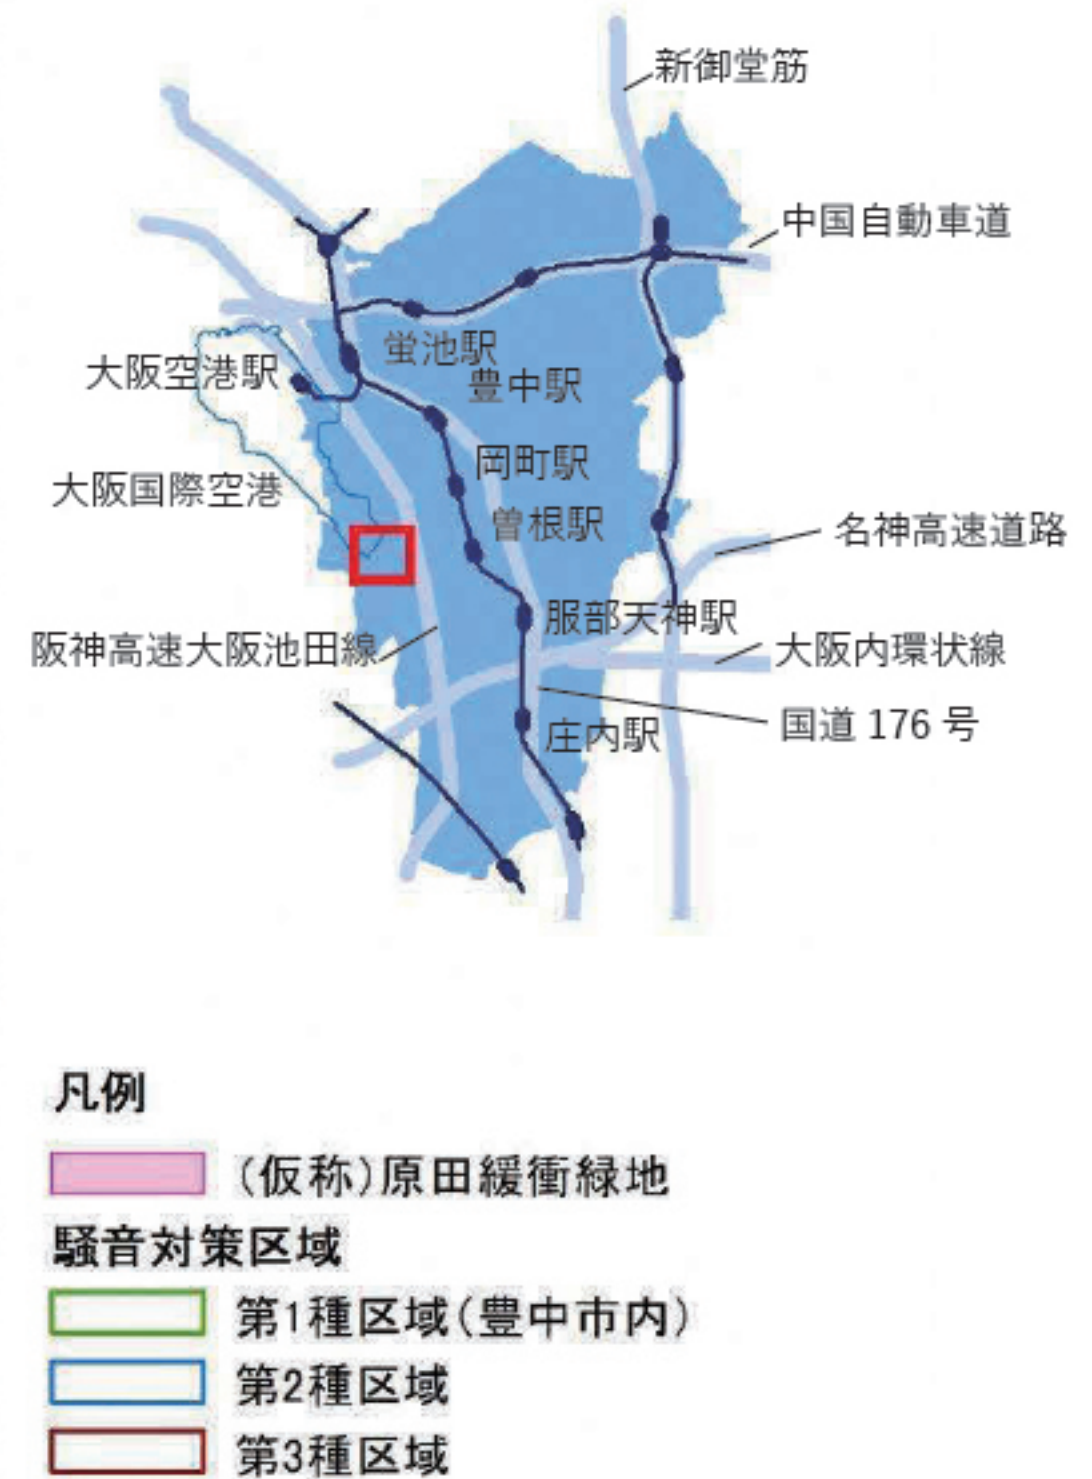 新御堂筋
中国自動車道
蛍池駅
大阪空港駅
豊中駅
岡町駅
大阪国際空港
曽根駅
名神高速道路
服部天神駅
阪神高速大阪池田線
大阪内環状線
国道 176 号
庄内駅
凡例
(仮称)原田緩衝緑地
騒音対策区域
第1種区域(豊中市内)
第2種区域
第3種区域